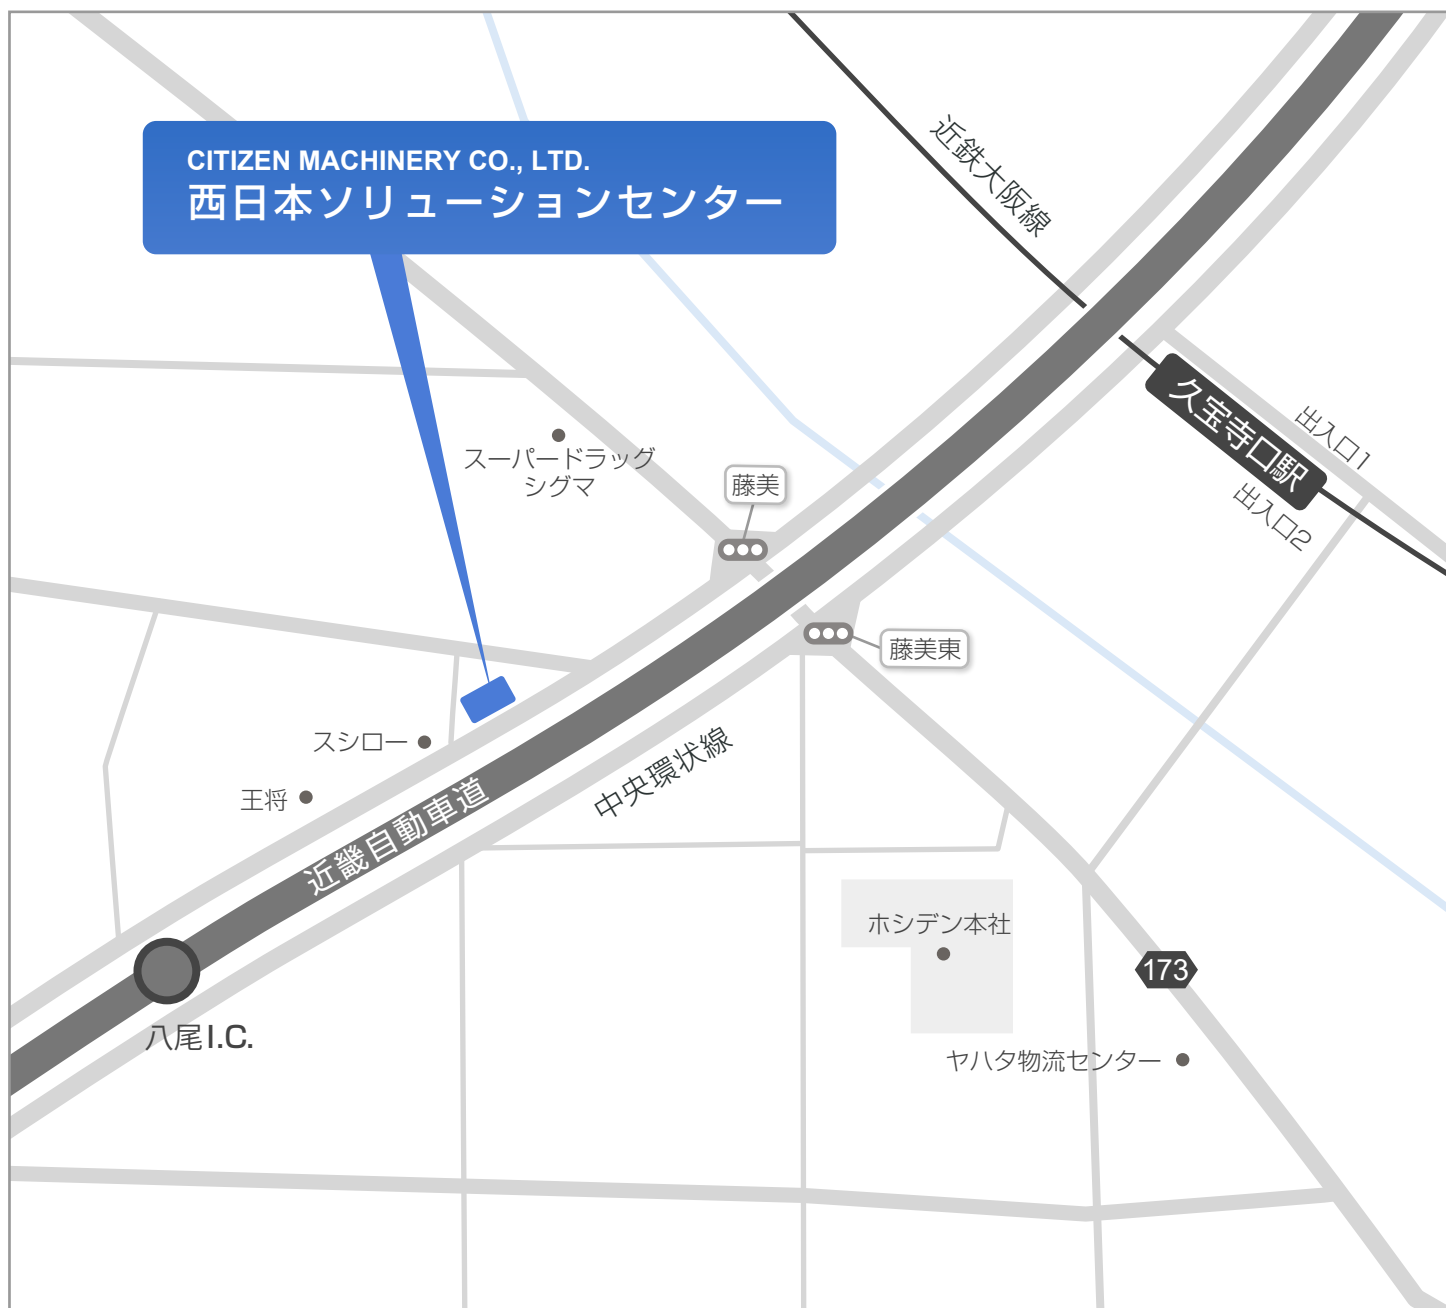 CITIZEN MACHINERY CO., LTD.
西日本ソリューションセンター
近鉄大阪線
久宝寺口駅
出入口1
出入口2
スーパードラッグ
シグマ
藤美
藤美東
スシロー
王将
中央環状線
近畿自動車道
ホシデン本社
173
八尾I.C.
ヤハタ物流センター